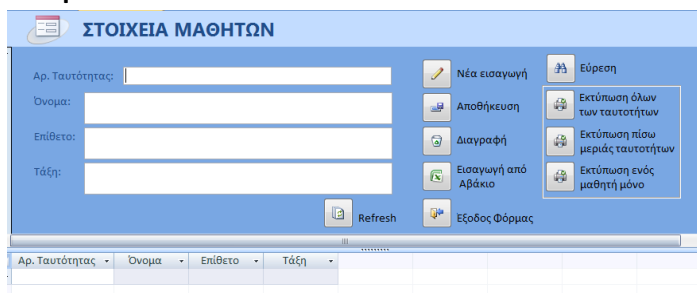 ΣΤΟΙΧΕΙΑ ΜΑΘΗΤΩΝ
Αρ. Ταυτότητας:
Όνομα:
Επίθετο:
Τάξη:
Refresh
Νέα εισαγωγή
Αποθήκευση
Διαγραφή
Εισαγωγή από
Αβάκιο
Έξοδος Φόρμας
Εύρεση
Εκτύπωση όλων
των ταυτοτήτων
Εκτύπωση πίσω
μεριάς ταυτοτήτων
Εκτύπωση ενός
μαθητή μόνο
Αρ. Ταυτότητας Όνομα Επίθετο Τάξη